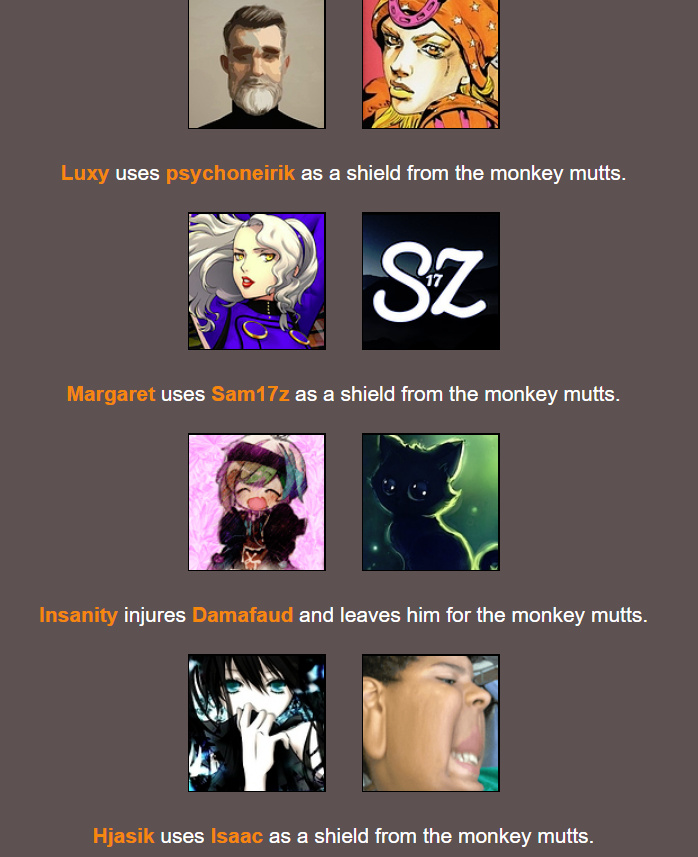 Luxy uses psychoneirik as a shield from the monkey mutts.
SZ
17
Margaret uses Sam17z as a shield from the monkey mutts.
Insanity injures Damafaud and leaves him for the monkey mutts.
Hjasik uses Isaac as a shield from the monkey mutts.